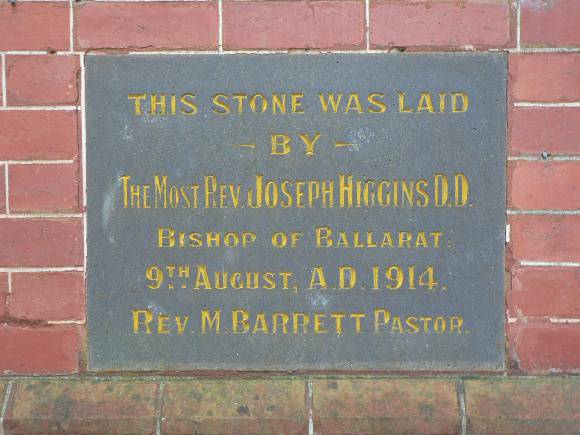 THIS STONE WAS LAID
- BY -
THE MOST REV. JOSEPH HIGGINS D.D.
BISHOP OF BALLARAT.
9TH AUGUST, A.D. 1914.
REV. M. BARRETT PASTOR.